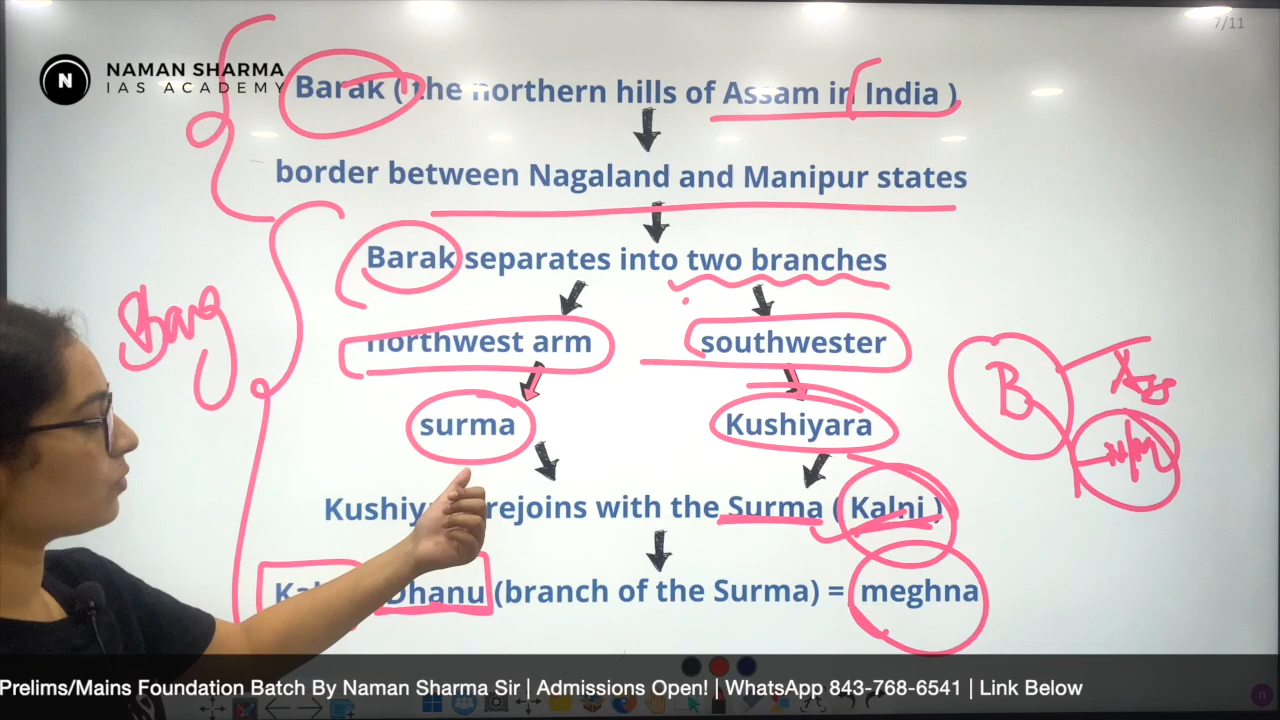 7/11
NAMAN SHARMA
IAS ACADEMY
N
Barak ( the northern hills of Assam in India )
border between Nagaland and Manipur states
Barak separates into two branches
northwest arm
southwester
surma
Kushiyara
B
N/M
Kushiy rejoins with the Surma ( Kalni )
Dhanu (branch of the Surma) = meghna
Prelims/Mains Foundation Batch By Naman Sharma Sir | Admissions Open! | WhatsApp 843-768-6541 | Link Below
n